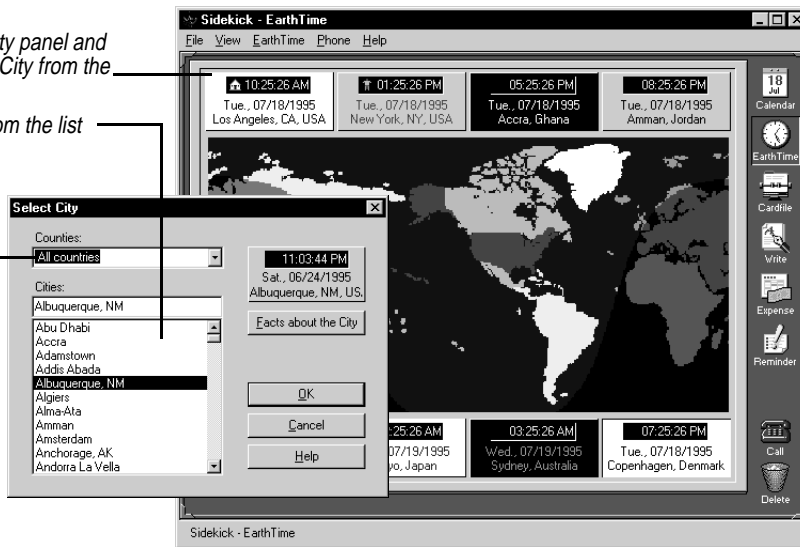 Sidekick - EarthTime
ty panel and
File View EarthTime Phone Help
City from the
10:25:26 AM
Tue., 07/18/1995
Los Angeles, CA, USA
01:25:26 PM
Tue., 07/18/1995
New York, NY, USA
05:25:26 PM
Tue., 07/18/1995
Accra, Ghana
08:25:26 PM
Tue., 07/18/1995
Amman, Jordan
18
Jul
Calendar
om the list
EarthTime
Cardfile
Write
Expense
Reminder
Call
Delete
Select City
Counties:
All countries
Cities:
Albuquerque, NM
Abu Dhabi
Accra
Adamstown
Addis Abada
Albuquerque, NM
Algiers
Alma-Ata
Amman
Amsterdam
Anchorage, AK
Andorra La Vella
11:03:44 PM
Sat., 06/24/1995
Albuquerque, NM, US.
Facts about the City
OK
Cancel
Help
:25:26 AM
07/19/1995
yo, Japan
03:25:26 AM
Wed., 07/19/1995
Sydney, Australia
07:25:26 PM
Tue., 07/18/1995
Copenhagen, Denmark
Sidekick - EarthTime